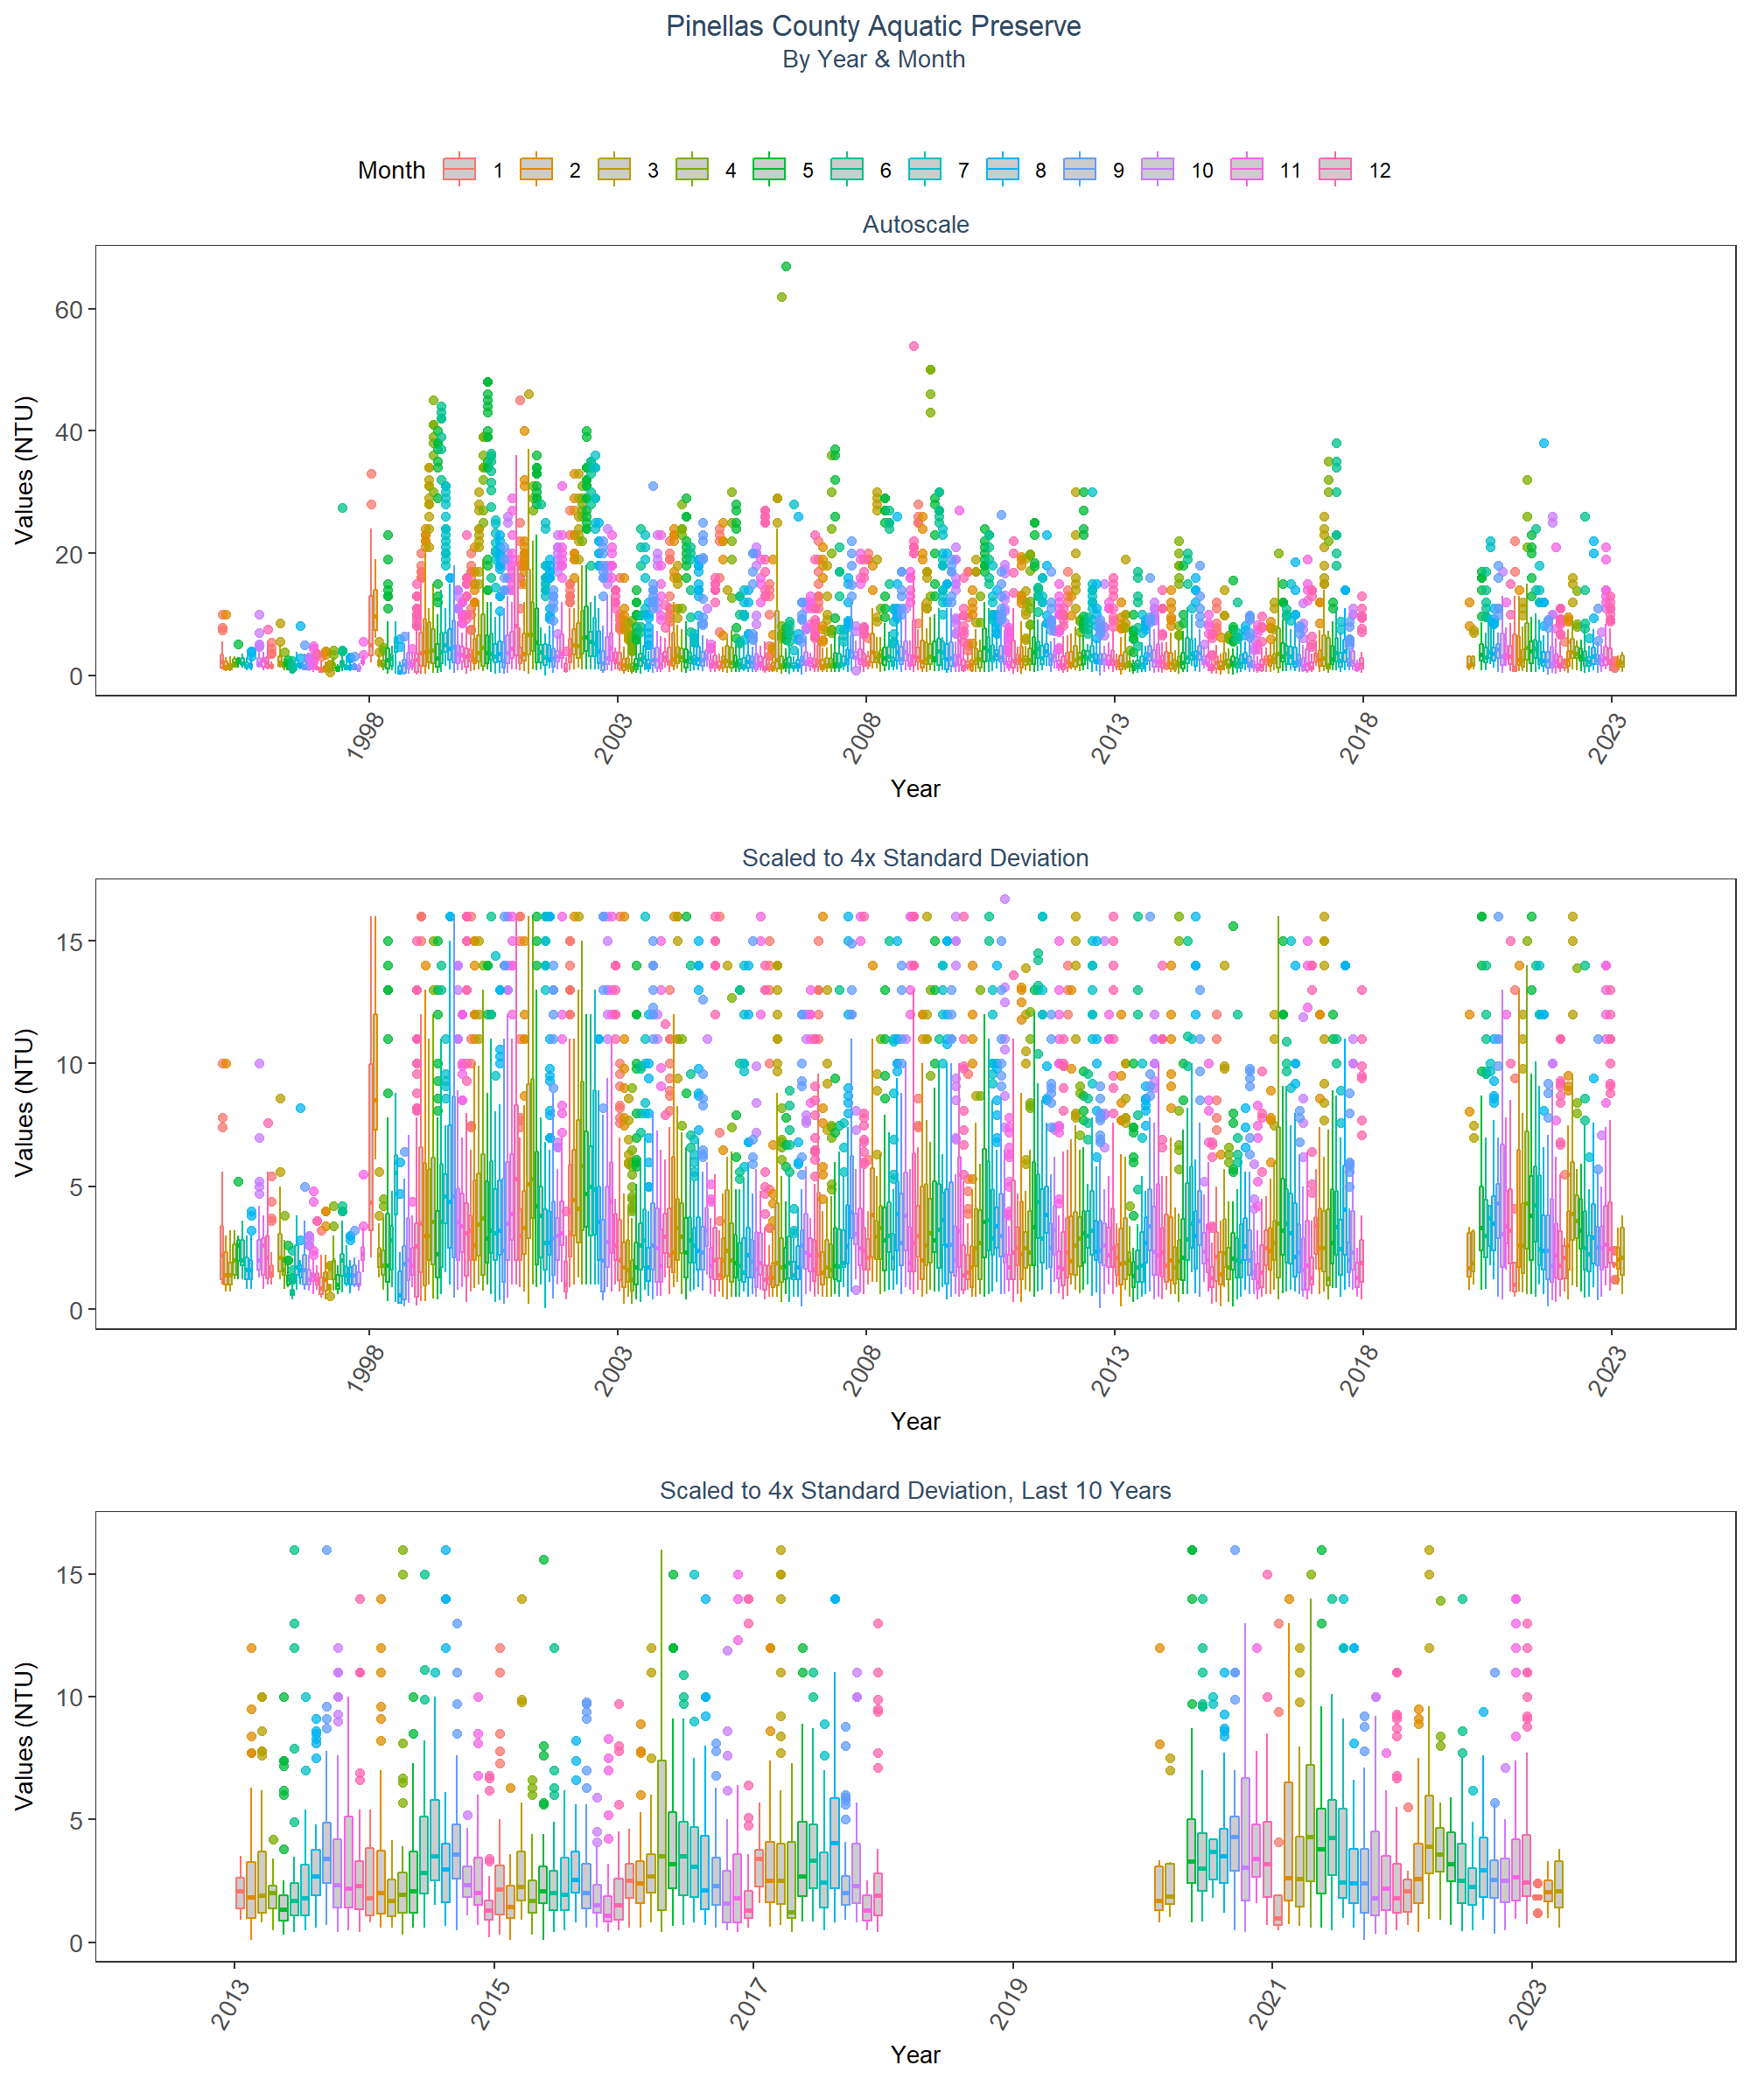 Pinellas County Aquatic Preserve
By Year & Month
Month 1 2 3 4 5 6 7 8 9 10 11 12
Autoscale
Values (NTU)
60
40
20
0
1998 2003 2008 2013 2018 2023
Year
Scaled to 4x Standard Deviation
Values (NTU)
15
10
5
0
1998 2003 2008 2013 2018 2023
Year
Scaled to 4x Standard Deviation, Last 10 Years
Values (NTU)
15
10
5
0
2013 2015 2017 2019 2021 2023
Year